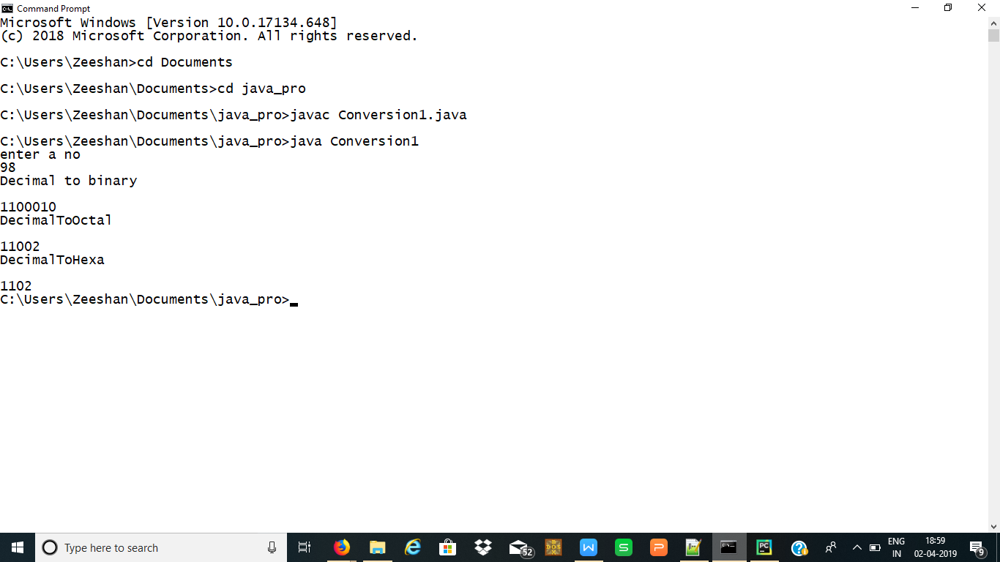 Command Prompt
Microsoft Windows [Version 10.0.17134.648]
(c) 2018 Microsoft Corporation. All rights reserved.
C:\Users\Zeeshan>cd Documents
C:\Users\Zeeshan\Documents>cd java_pro
C:\Users\Zeeshan\Documents\java_pro>javac Conversion1.java
C:\Users\Zeeshan\Documents\java_pro>java Conversion1
enter a no
98
Decimal to binary
1100010
DecimalToOctal
11002
DecimalToHexa
1102
C:\Users\Zeeshan\Documents\java_pro>
Type here to search
52
DOS
W
S
P
PC
ENG
IN
18:59
02-04-2019
9